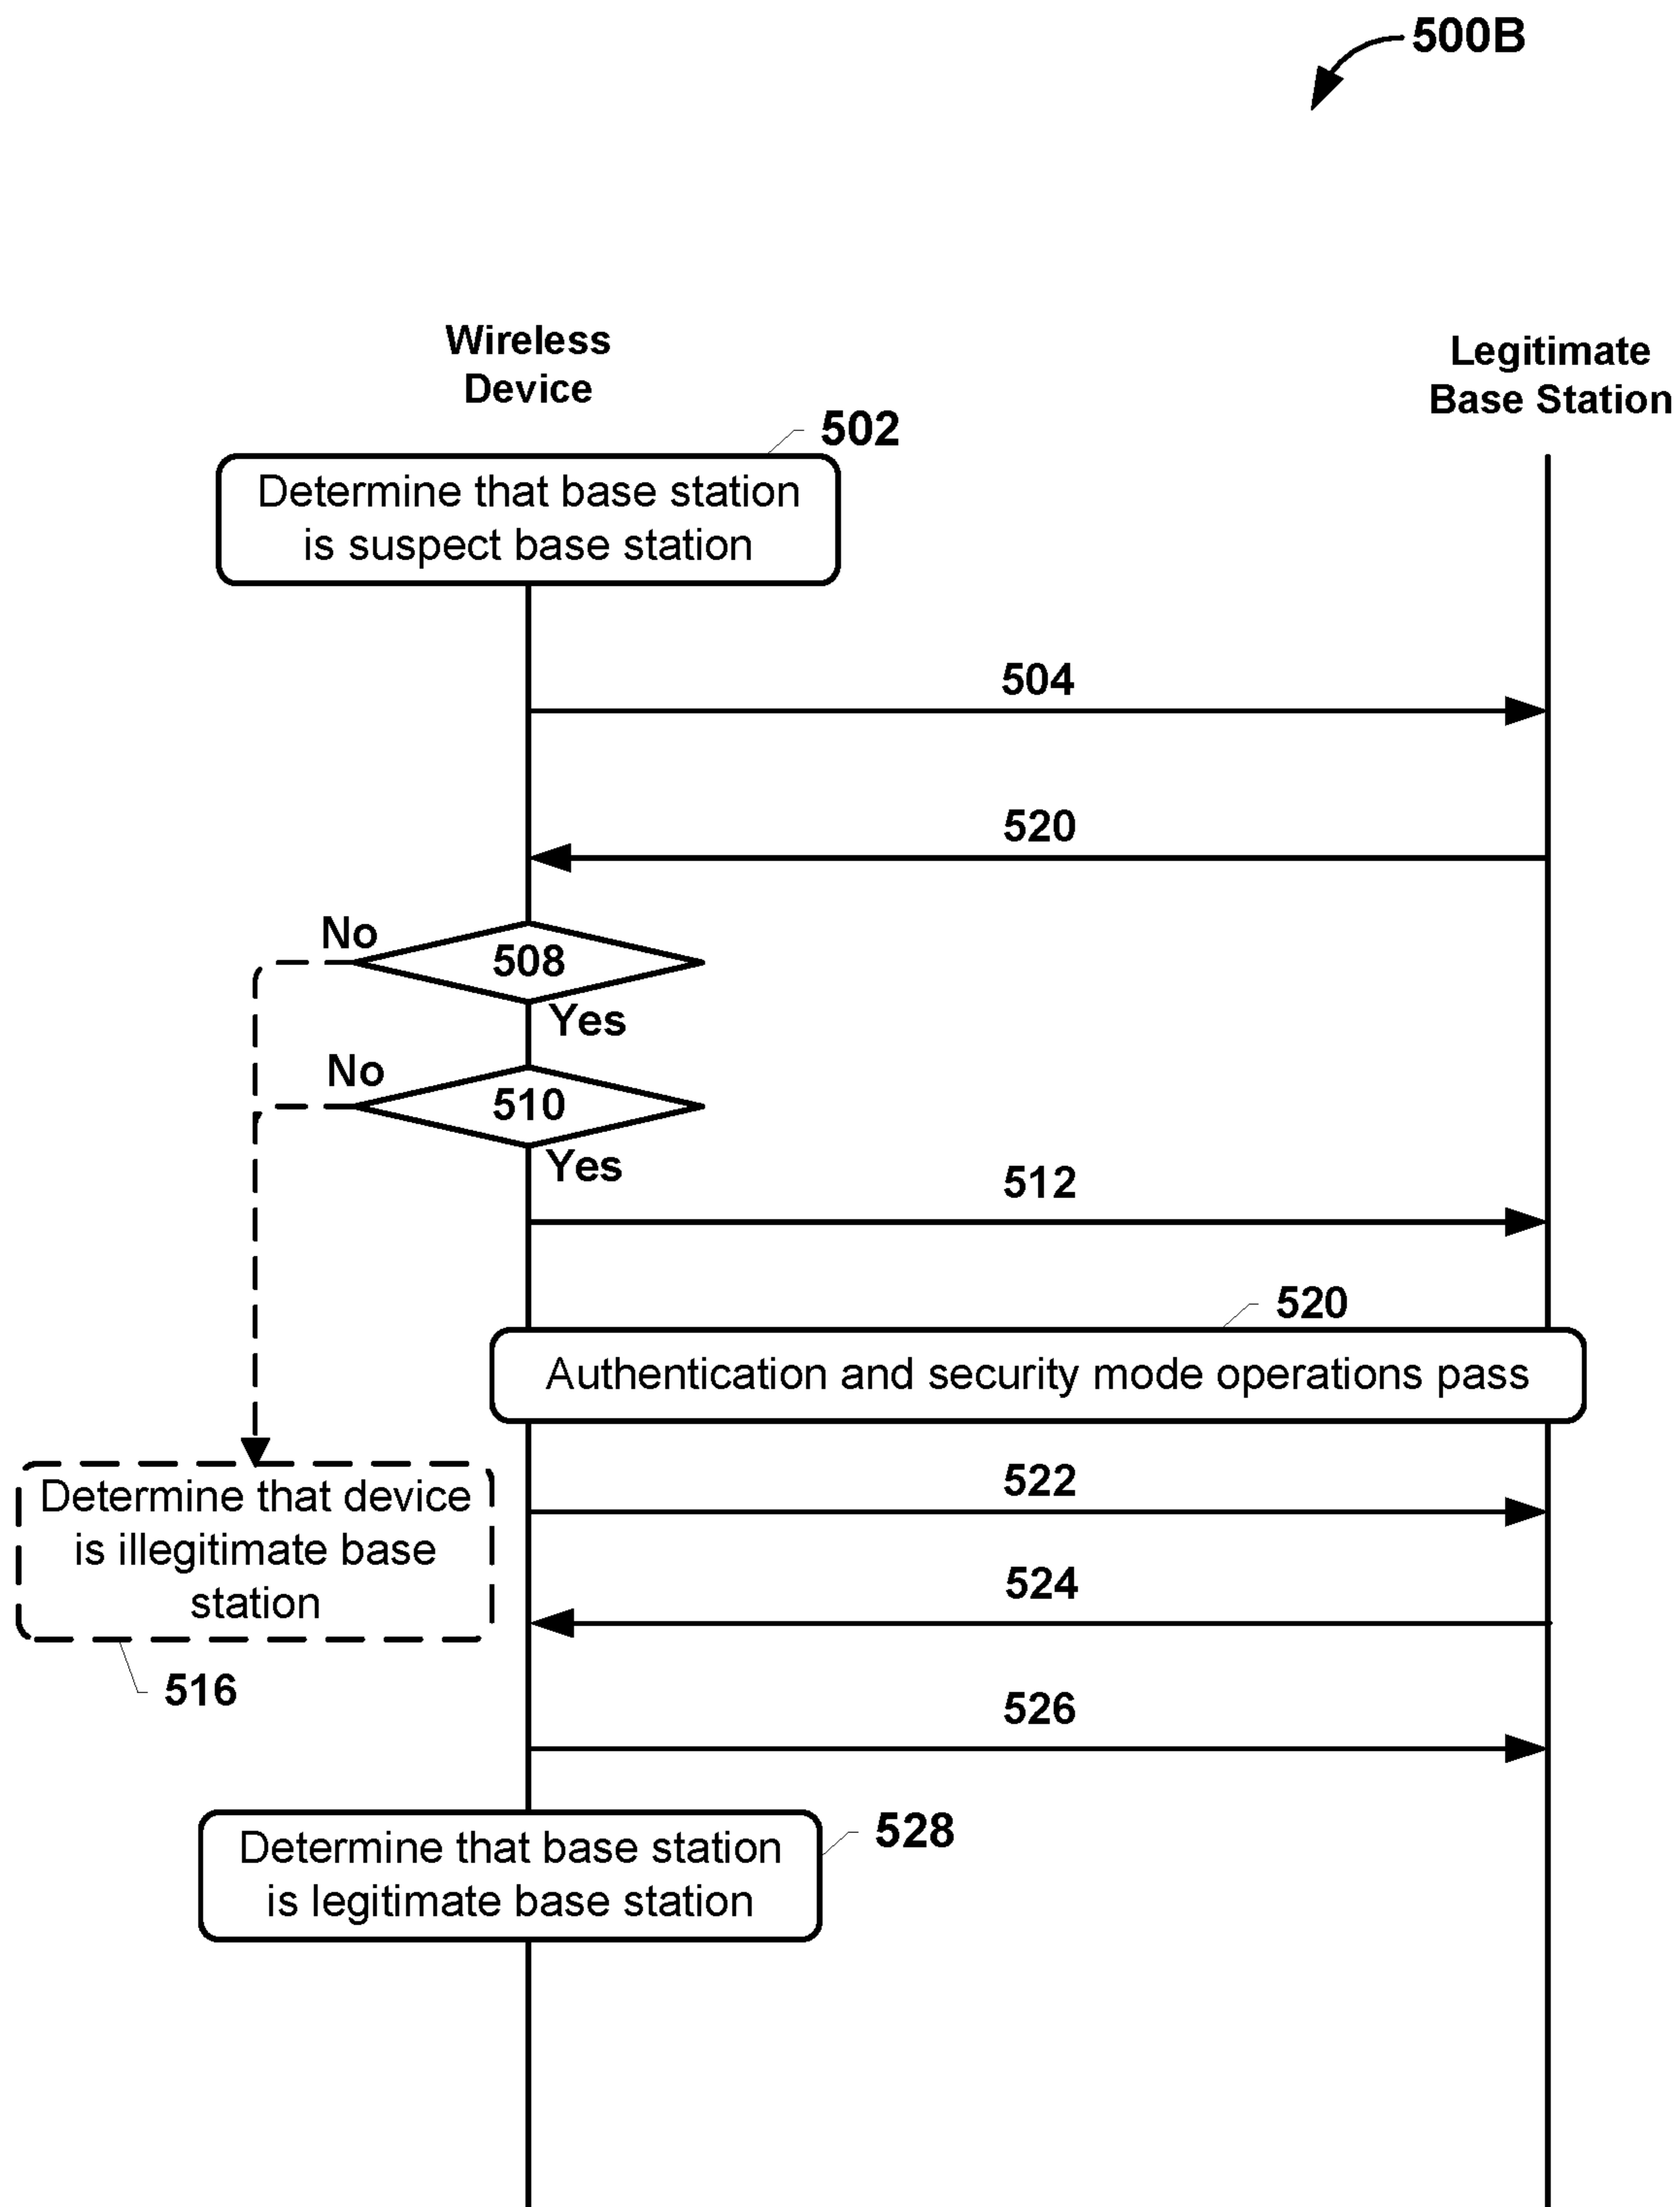 500B
Wireless
Device
Legitimate
Base Station
502
Determine that base station
is suspect base station
504
520
No
508
Yes
No
510
Yes
512
520
Authentication and security mode operations pass
522
Determine that device
is illegitimate base
station
524
516
526
528
Determine that base station
is legitimate base station